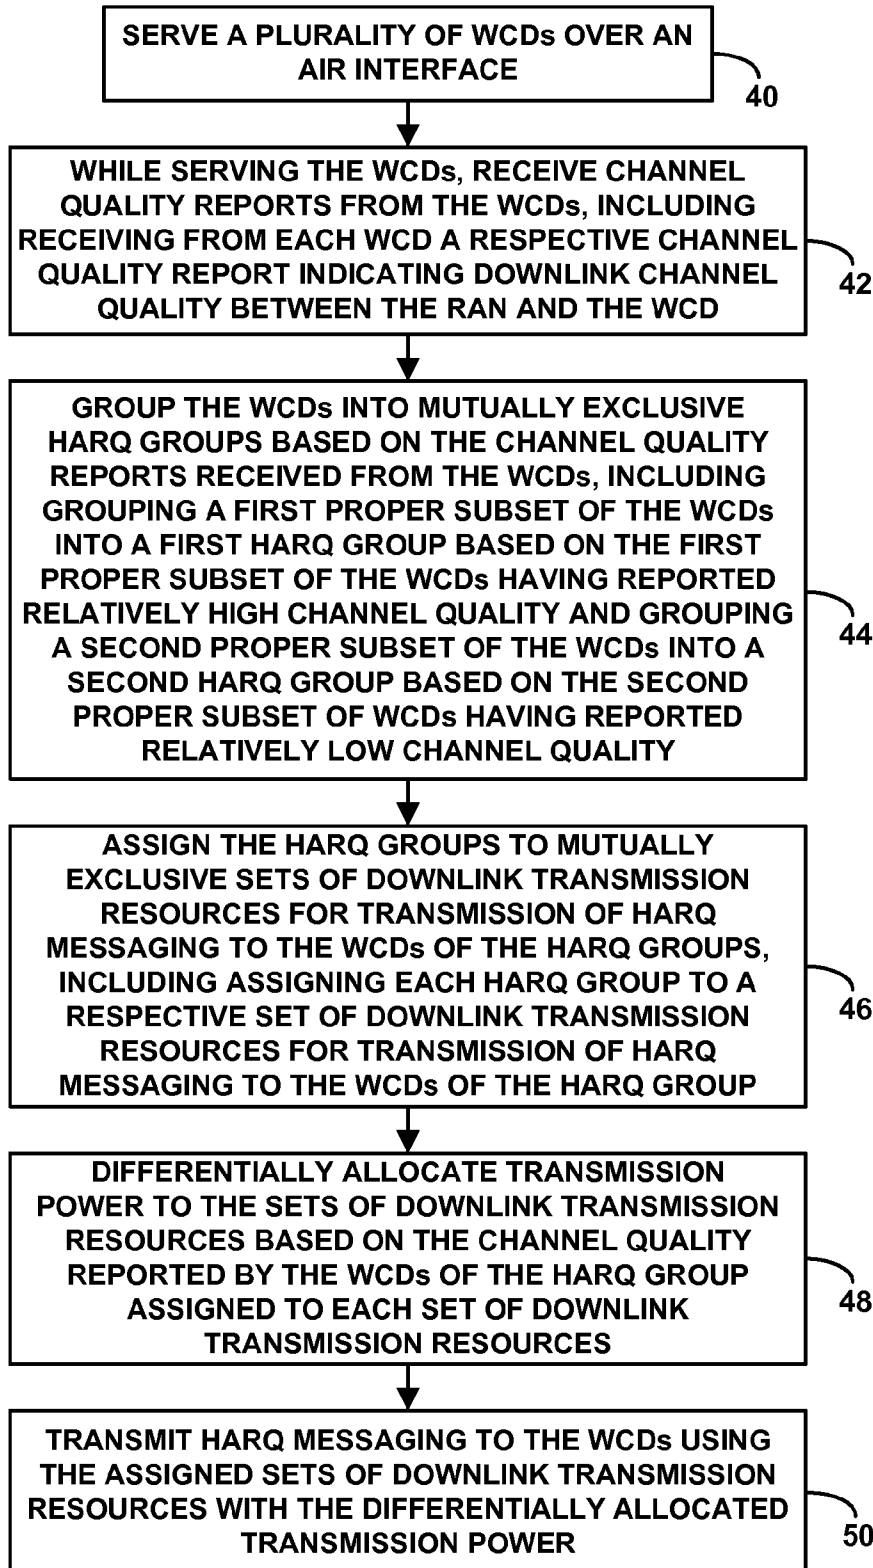 SERVE A PLURALITY OF WCDs OVER AN
AIR INTERFACE
40
WHILE SERVING THE WCDs, RECEIVE CHANNEL
QUALITY REPORTS FROM THE WCDs, INCLUDING
RECEIVING FROM EACH WCD A RESPECTIVE CHANNEL
QUALITY REPORT INDICATING DOWNLINK CHANNEL
QUALITY BETWEEN THE RAN AND THE WCD
42
GROUP THE WCDs INTO MUTUALLY EXCLUSIVE
HARQ GROUPS BASED ON THE CHANNEL QUALITY
REPORTS RECEIVED FROM THE WCDs, INCLUDING
GROUPING A FIRST PROPER SUBSET OF THE WCDs
INTO A FIRST HARQ GROUP BASED ON THE FIRST
PROPER SUBSET OF THE WCDs HAVING REPORTED
RELATIVELY HIGH CHANNEL QUALITY AND GROUPING
A SECOND PROPER SUBSET OF THE WCDs INTO A
SECOND HARQ GROUP BASED ON THE SECOND
PROPER SUBSET OF WCDs HAVING REPORTED
RELATIVELY LOW CHANNEL QUALITY
44
ASSIGN THE HARQ GROUPS TO MUTUALLY
EXCLUSIVE SETS OF DOWNLINK TRANSMISSION
RESOURCES FOR TRANSMISSION OF HARQ
MESSAGING TO THE WCDs OF THE HARQ GROUPS,
INCLUDING ASSIGNING EACH HARQ GROUP TO A
RESPECTIVE SET OF DOWNLINK TRANSMISSION
RESOURCES FOR TRANSMISSION OF HARQ
MESSAGING TO THE WCDs OF THE HARQ GROUP
46
DIFFERENTIALLY ALLOCATE TRANSMISSION
POWER TO THE SETS OF DOWNLINK TRANSMISSION
RESOURCES BASED ON THE CHANNEL QUALITY
REPORTED BY THE WCDs OF THE HARQ GROUP
ASSIGNED TO EACH SET OF DOWNLINK
TRANSMISSION RESOURCES
48
TRANSMIT HARQ MESSAGING TO THE WCDs USING
THE ASSIGNED SETS OF DOWNLINK TRANSMISSION
RESOURCES WITH THE DIFFERENTIALLY ALLOCATED
TRANSMISSION POWER
50